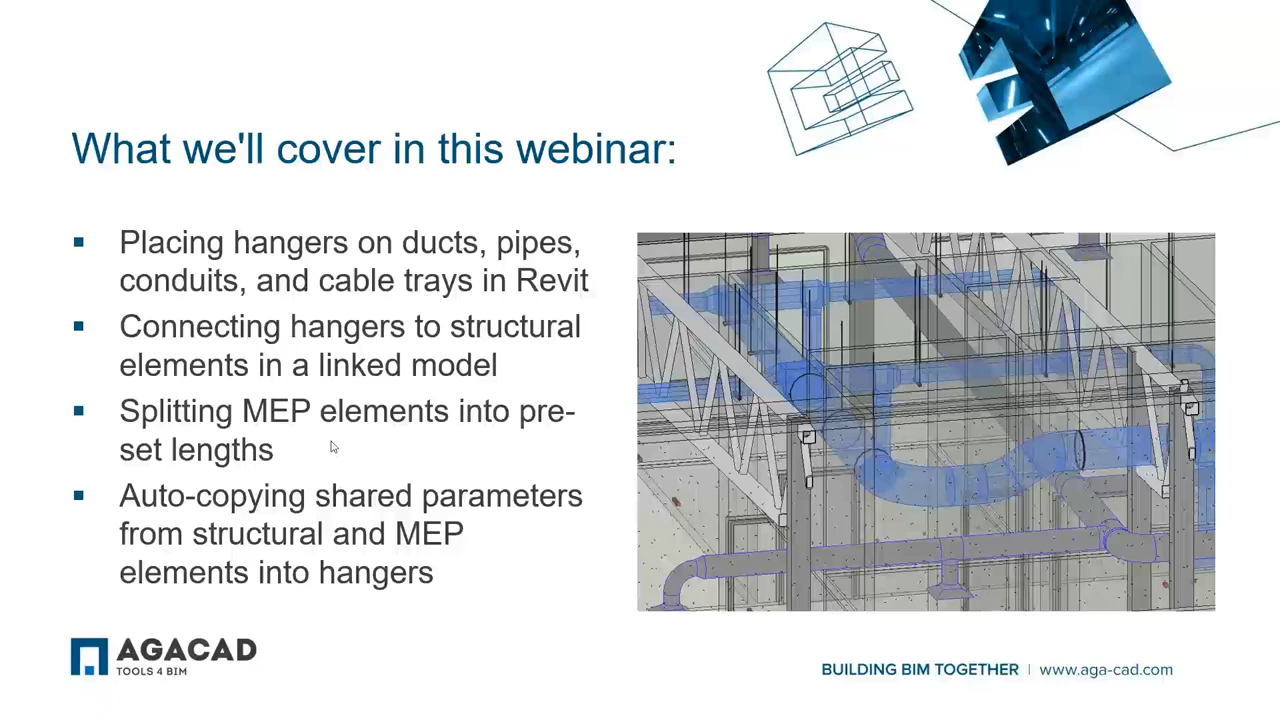 What we'll cover in this webinar:
▪ Placing hangers on ducts, pipes,
conduits, and cable trays in Revit
▪ Connecting hangers to structural
elements in a linked model
▪ Splitting MEP elements into pre-
set lengths
▪ Auto-copying shared parameters
from structural and MEP
elements into hangers
AGACAD
TOOLS 4 BIM
BUILDING BIM TOGETHER | www.aga-cad.com